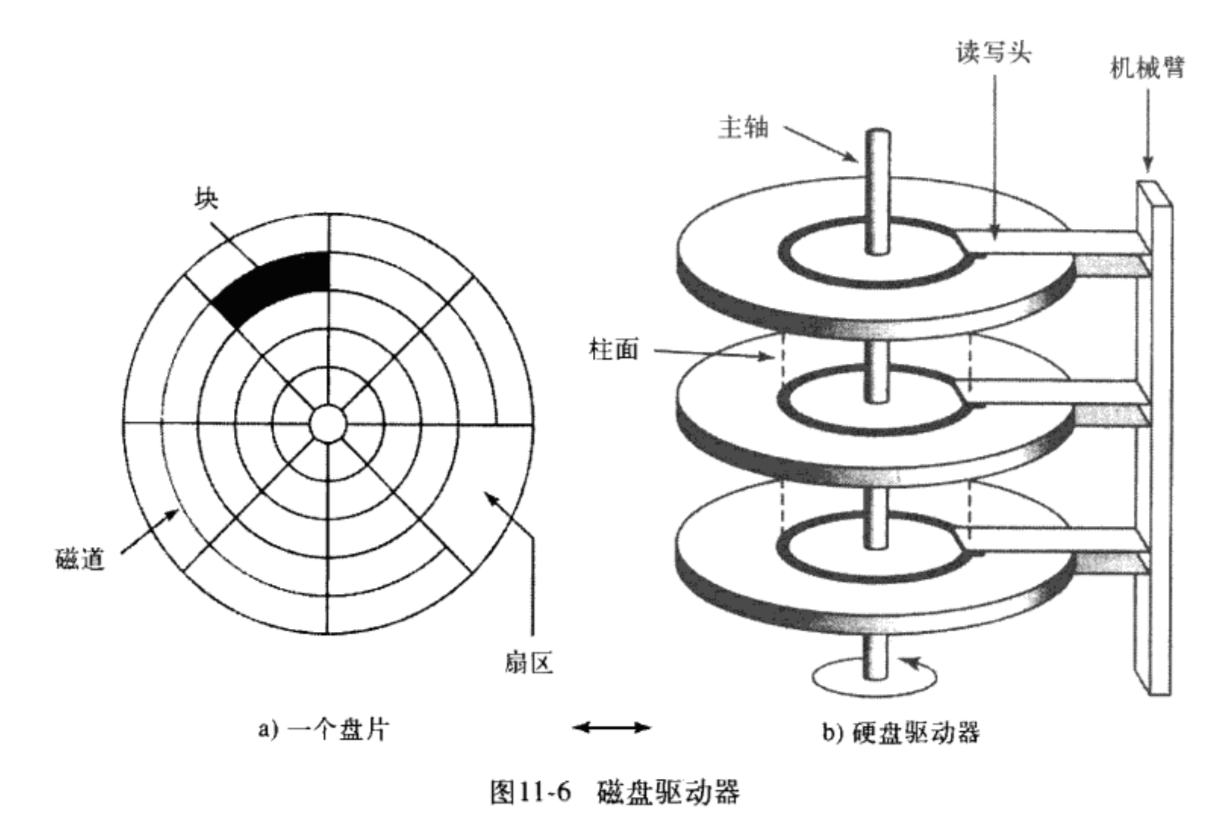 读写头
机械臂
主轴
块
柱面
磁道
扇区
a) 一个盘片
b) 硬盘驱动器
图11-6 磁盘驱动器